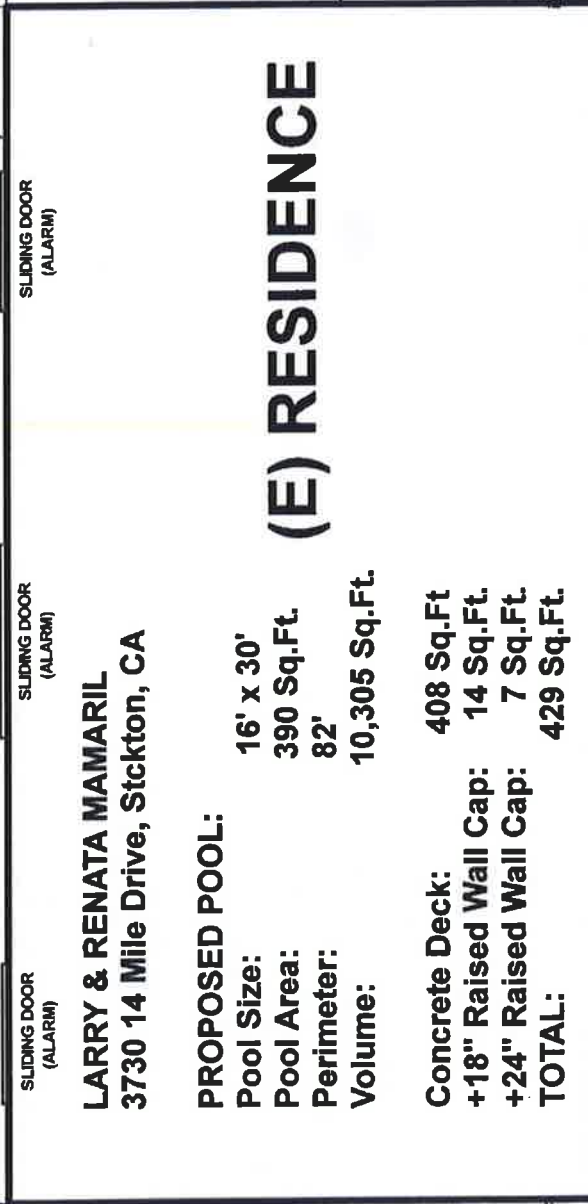 SLIDING DOOR
(ALARM)
SLIDING DOOR
(ALARM)
SLIDING DOOR
(ALARM)
LARRY & RENATA MAMARIL
3730 14 Mile Drive, Stckton, CA
PROPOSED POOL:
Pool Size: 16' x 30'
Pool Area: 390 Sq.Ft.
Perimeter: 82'
Volume: 10,305 Sq.Ft.
(E) RESIDENCE
Concrete Deck: 408 Sq.Ft
+18" Raised Wall Cap: 14 Sq.Ft.
+24" Raised Wall Cap: 7 Sq.Ft.
TOTAL: 429 Sq.Ft.